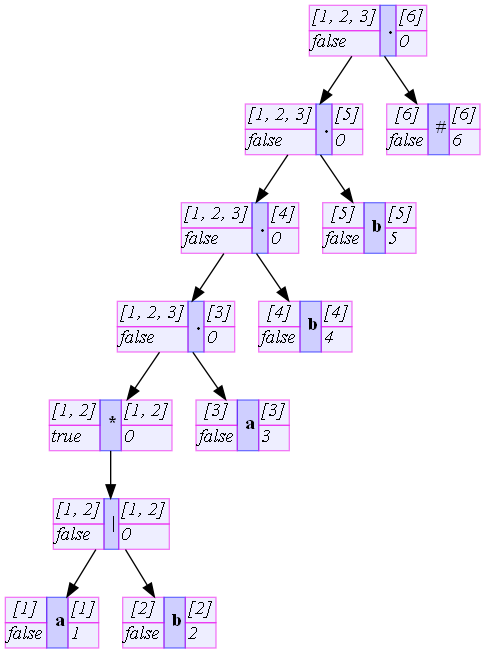 [1, 2, 3] . [6]
false 0
[1, 2, 3] . [5]
false 0
[6] # [6]
false 6
[1, 2, 3] . [4]
false 0
[5] b [5]
false 5
[1, 2, 3] . [3]
false 0
[4] b [4]
false 4
[1, 2] * [1, 2]
true 0
[3] a [3]
false 3
[1, 2] | [1, 2]
false 0
[1] a [1]
false 1
[2] b [2]
false 2